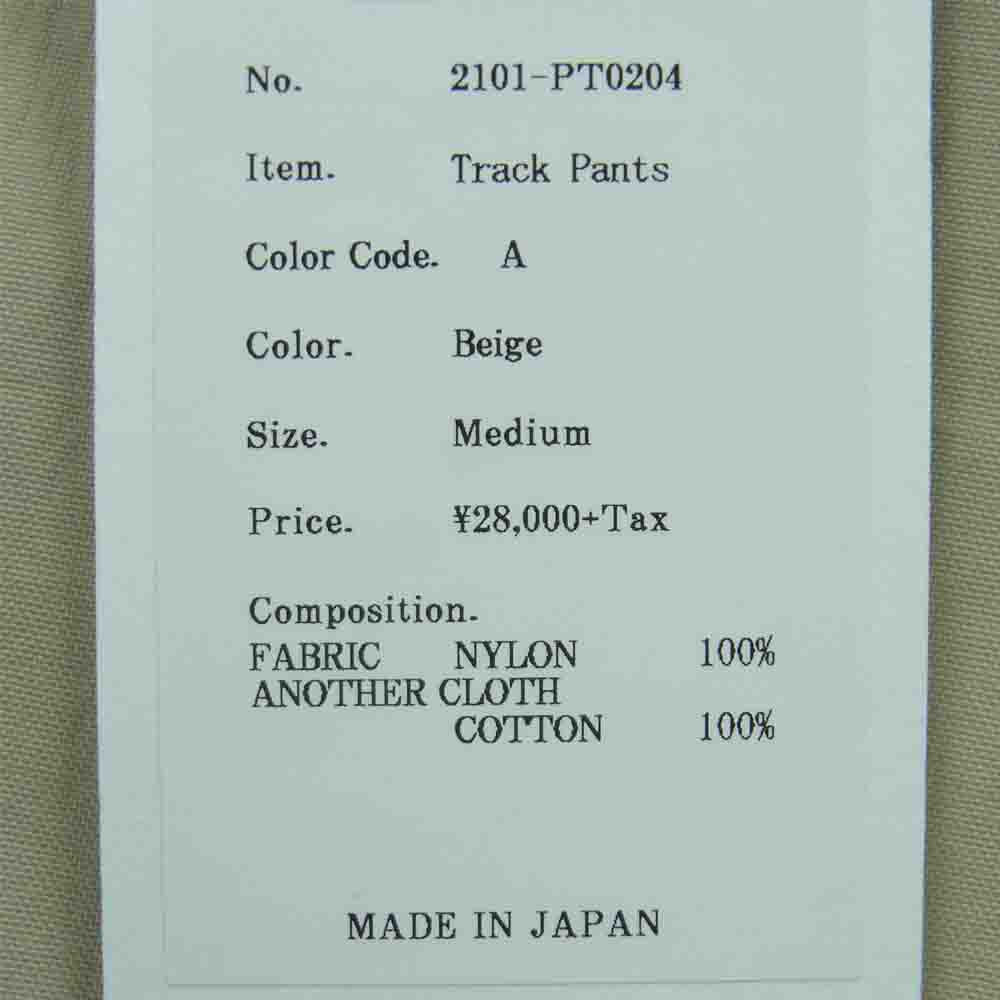 No. 2101-PT0204
Item. Track Pants
Color Code. A
Color. Beige
Size. Medium
Price. ¥28,000+Tax
Composition.
FABRIC NYLON 100%
ANOTHER CLOTH
COTTON 100%
MADE IN JAPAN